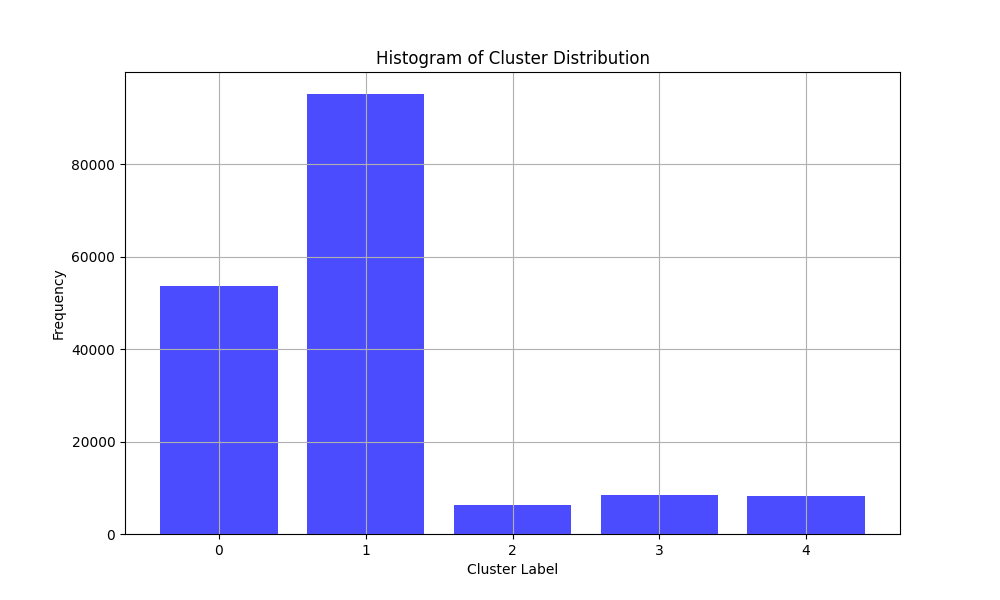 Histogram of Cluster Distribution
80000
60000
40000
20000
0
Frequency
0 1 2 3 4
Cluster Label